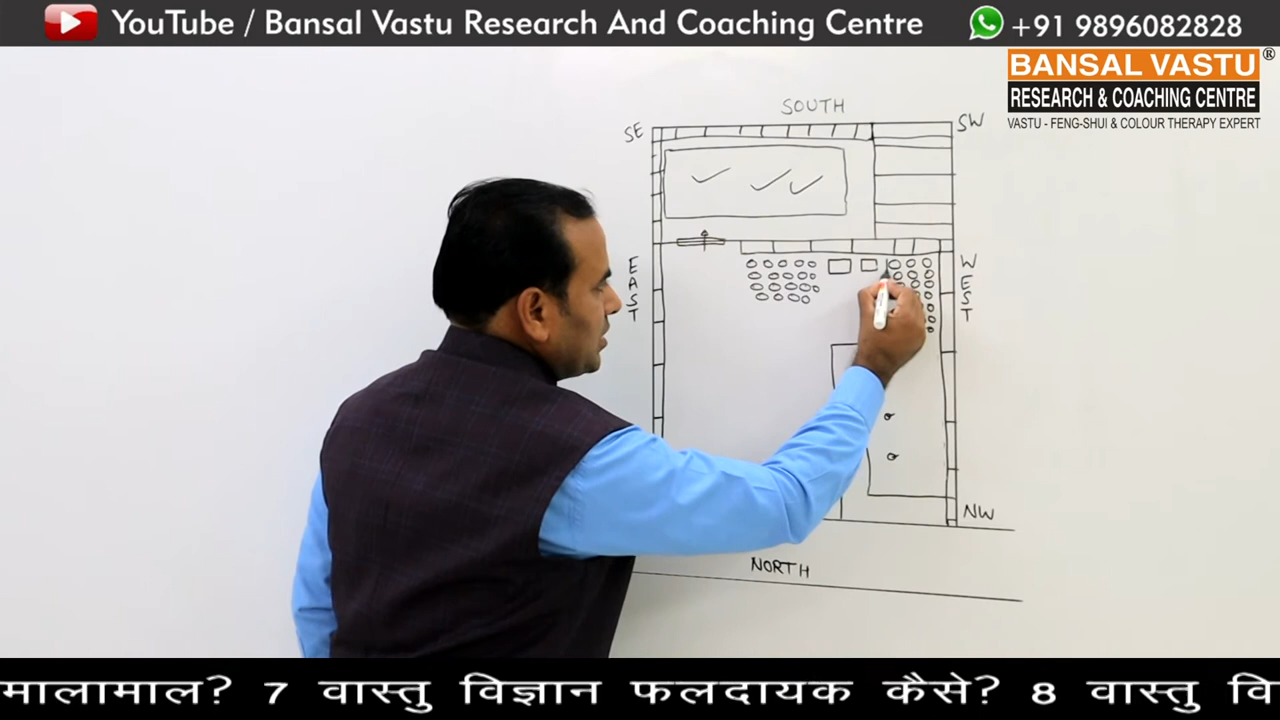 YouTube / Bansal Vastu Research And Coaching Centre +91 9896082828
BANSAL VASTU®
RESEARCH & COACHING CENTRE
VASTU - FENG-SHUI & COLOUR THERAPY EXPERT
SOUTH
SE
SW
EAST
WEST
NW
NORTH
मालामाल? 7 वास्तु विज्ञान फलदायक कैसे? 8 वास्तु वि